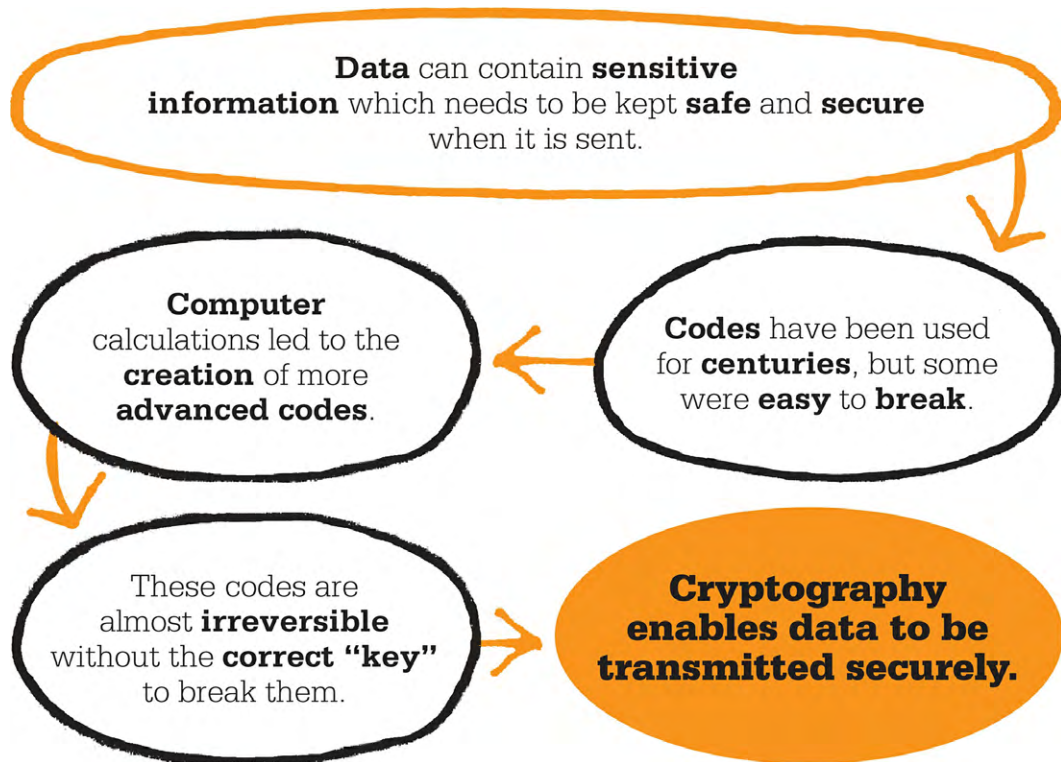 Data can contain sensitive
information which needs to be kept safe and secure
when it is sent.
Codes have been used
for centuries, but some
were easy to break.
Computer
calculations led to the
creation of more
advanced codes.
These codes are
almost irreversible
without the correct “key”
to break them.
Cryptography
enables data to be
transmitted securely.